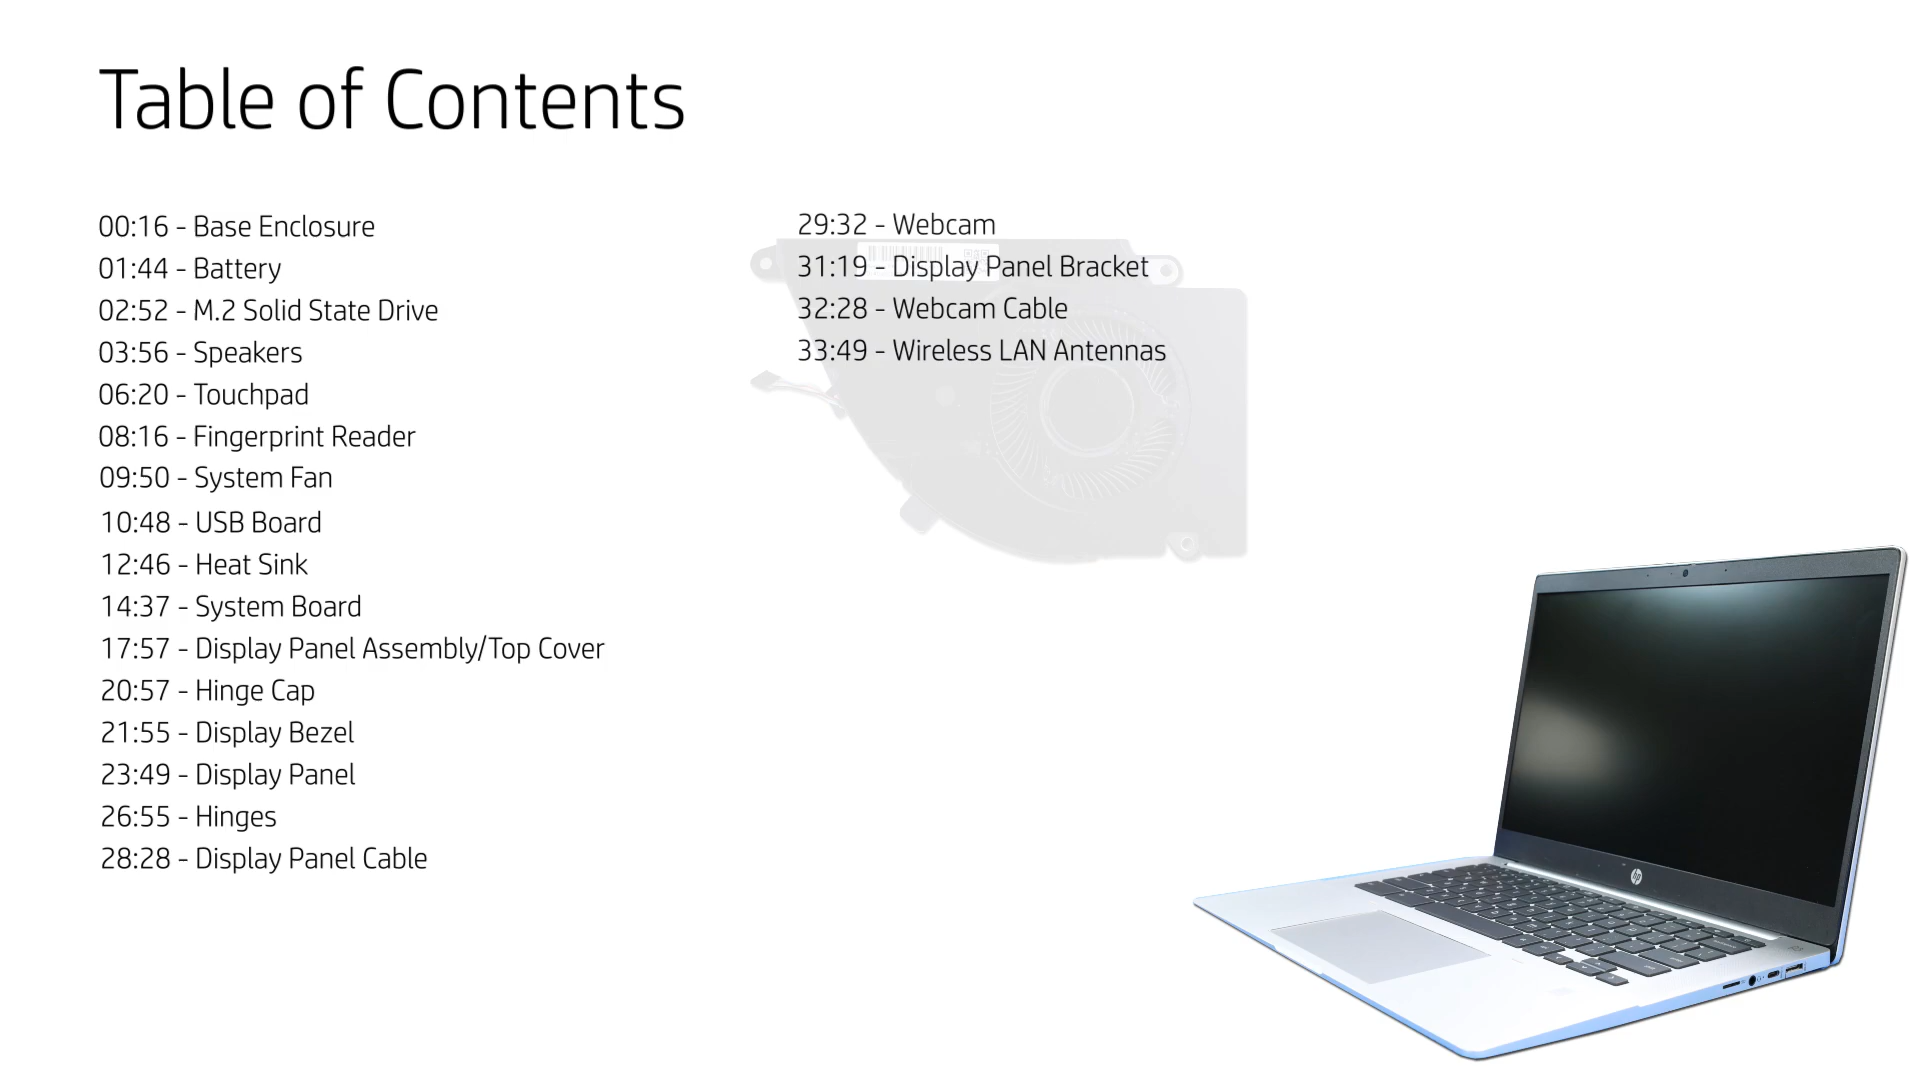 Table of Contents
00:16 - Base Enclosure
01:44 - Battery
02:52 - M.2 Solid State Drive
03:56 - Speakers
06:20 - Touchpad
08:16 - Fingerprint Reader
09:50 - System Fan
10:48 - USB Board
12:46 - Heat Sink
14:37 - System Board
17:57 - Display Panel Assembly/Top Cover
20:57 - Hinge Cap
21:55 - Display Bezel
23:49 - Display Panel
26:55 - Hinges
28:28 - Display Panel Cable
29:32 - Webcam
31:19 - Display Panel Bracket
32:28 - Webcam Cable
33:49 - Wireless LAN Antennas
hp